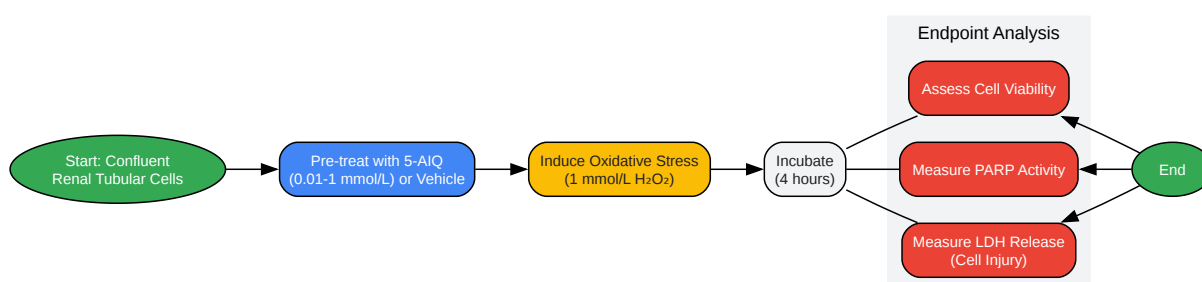 Start: Confluent
Renal Tubular Cells
Pre-treat with 5-AIQ
(0.01-1 mmol/L) or Vehicle
Induce Oxidative Stress
(1 mmol/L H₂O₂)
Incubate
(4 hours)
Endpoint Analysis
Assess Cell Viability
Measure PARP Activity
Measure LDH Release
(Cell Injury)
End